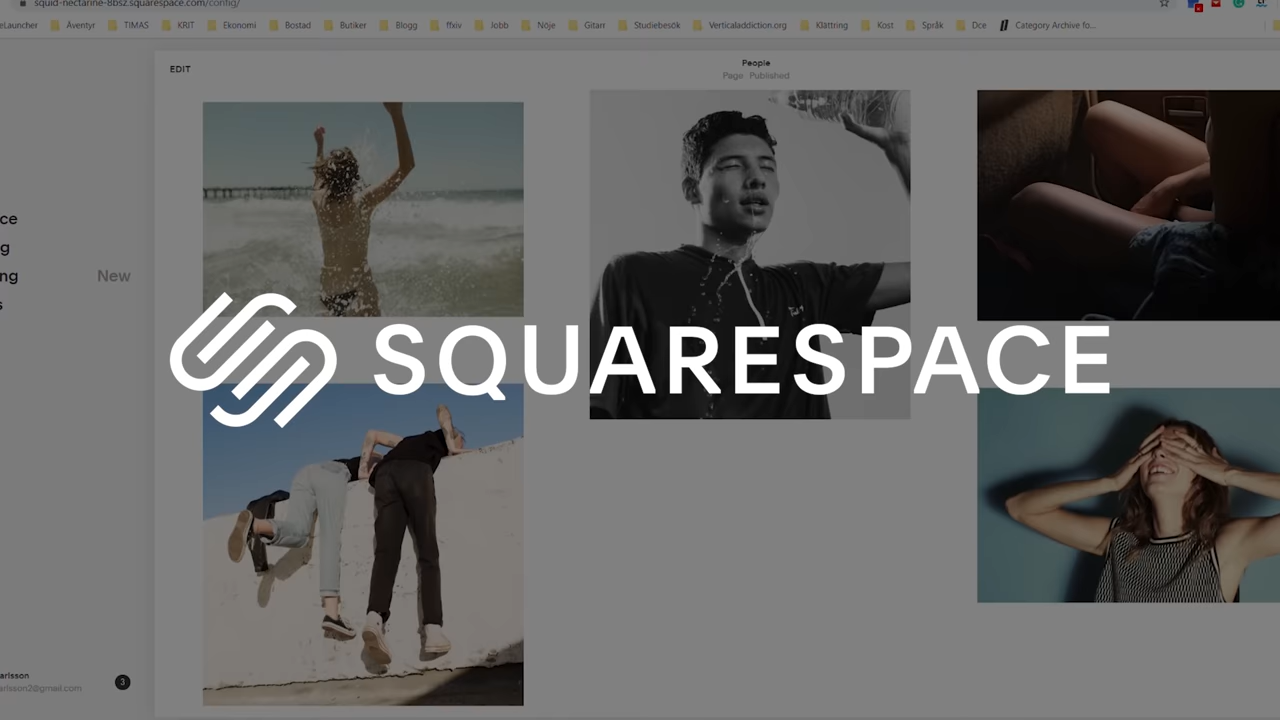 squid-nectarine-8bsz.squarespace.com/config/
eLauncher Äventyr TIMAS KRIT Ekonomi Bostad Butiker Blogg ffxiv Jobb Nöje Gitarr Studiebesök Verticaladdiction.org Klättring Kost Språk Dce Category Archive fo...
EDIT
People
Page Published
ce
g
ng New
s
SQUARESPACE
arlsson
arlsson2@gmail.com
3